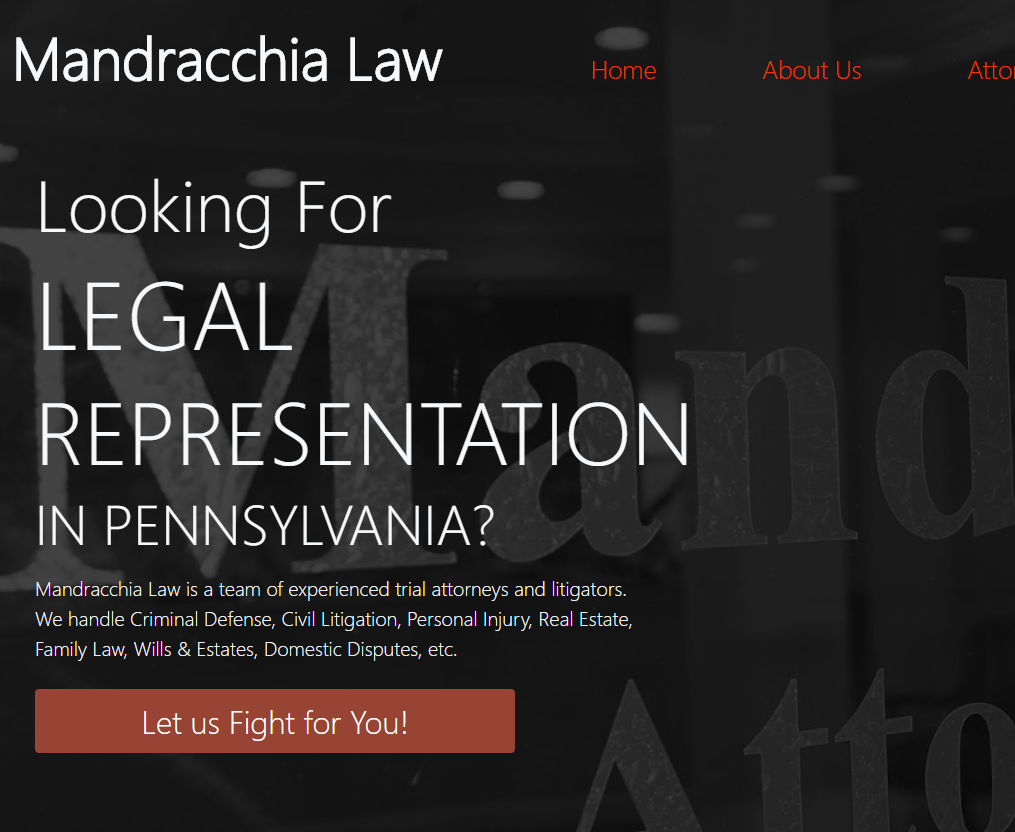 Mandracchia Law
Home About Us
Looking For
LEGAL
REPRESENTATION
IN PENNSYLVANIA?
Mandracchia Law is a team of experienced trial attorneys and litigators.
We handle Criminal Defense, Civil Litigation, Personal Injury, Real Estate,
Family Law, Wills & Estates, Domestic Disputes, etc.
Let us Fight for You!